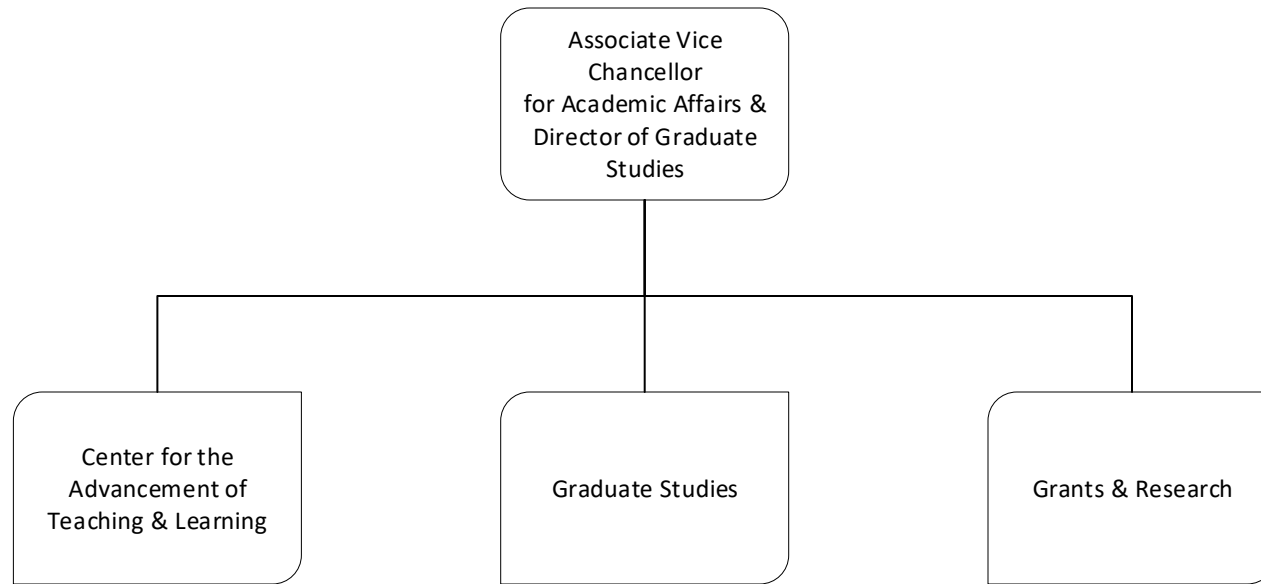 Associate Vice
Chancellor
for Academic Affairs &
Director of Graduate
Studies
Center for the
Advancement of
Teaching & Learning
Graduate Studies
Grants & Research